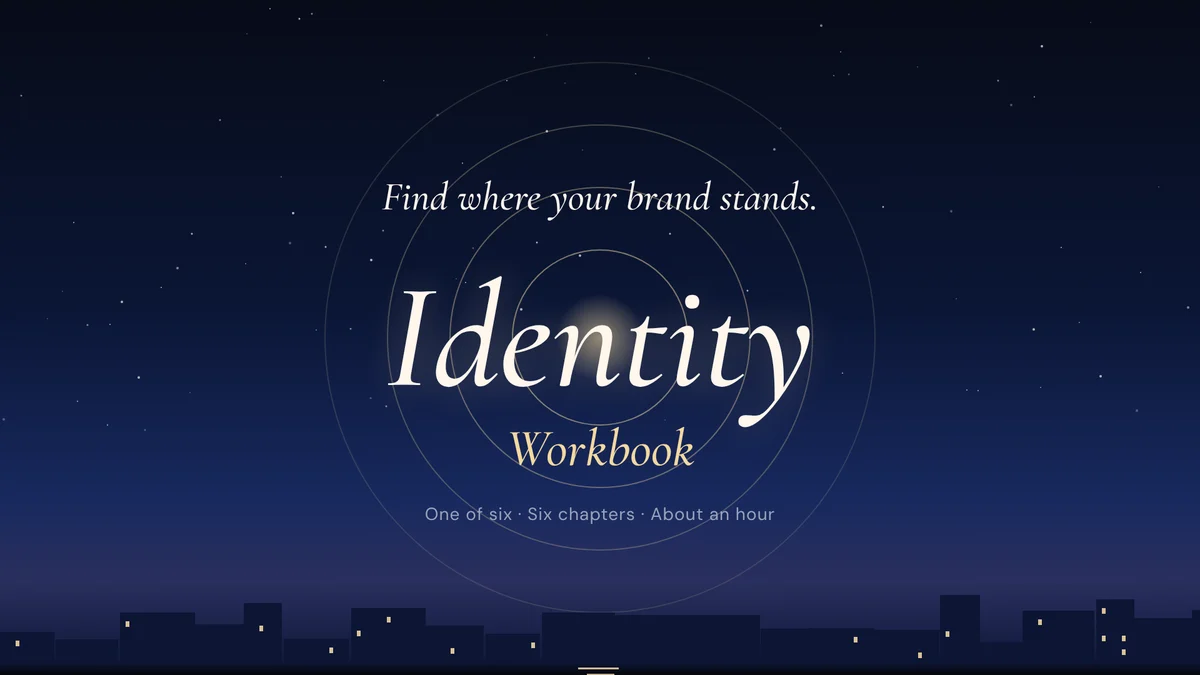 Find where your brand stands.
Identity
Workbook
One of six · Six chapters · About an hour